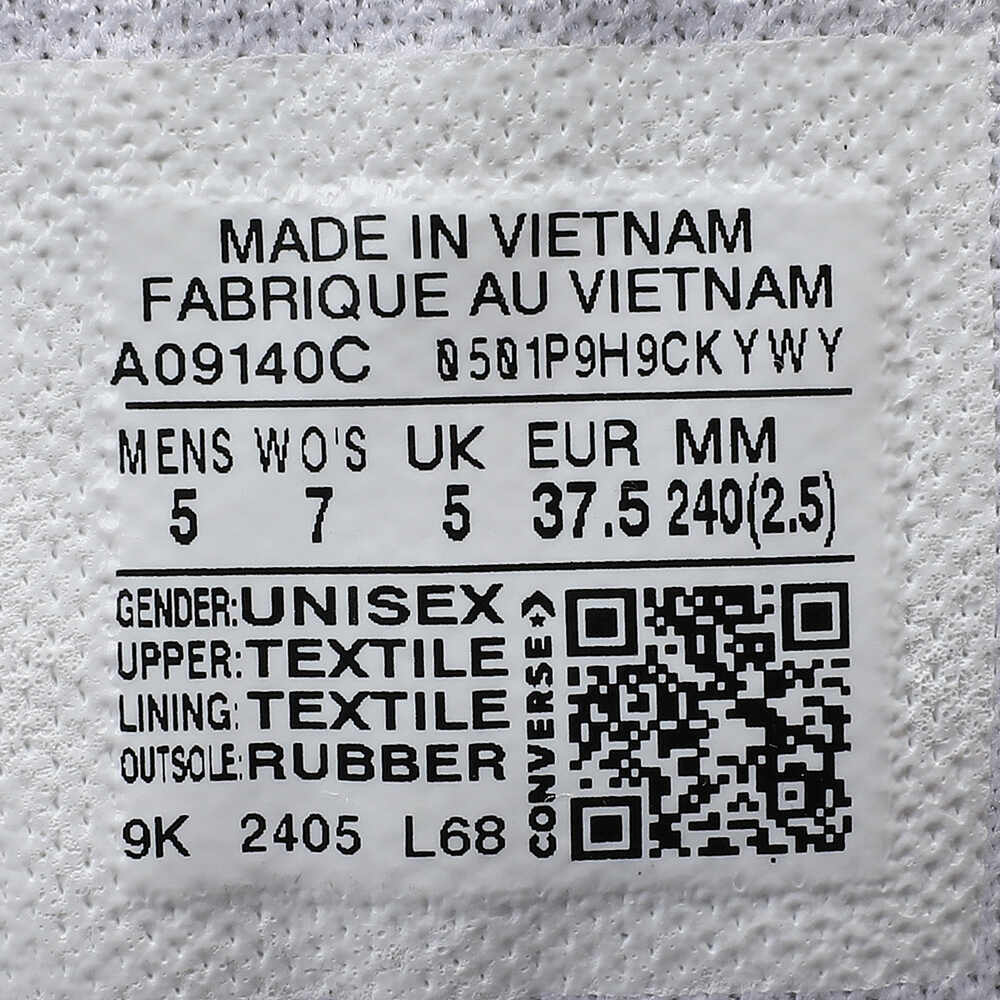 MADE IN VIETNAM
FABRIQUE AU VIETNAM
A09140C 0501P9H9CKYWY
MENS WO'S UK EUR MM
5 7 5 37.5 240(2.5)
GENDER:UNISEX
UPPER:TEXTILE
LINING:TEXTILE
OUTSOLE:RUBBER
9K 2405 L68
CONVERSE